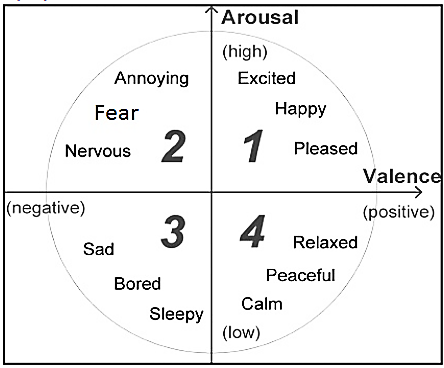 Arousal
(high)
Annoying
Excited
Fear
Happy
Nervous
2
1
Pleased
Valence
(negative)
(positive)
3
4
Sad
Relaxed
Bored
Peaceful
Sleepy
Calm
(low)